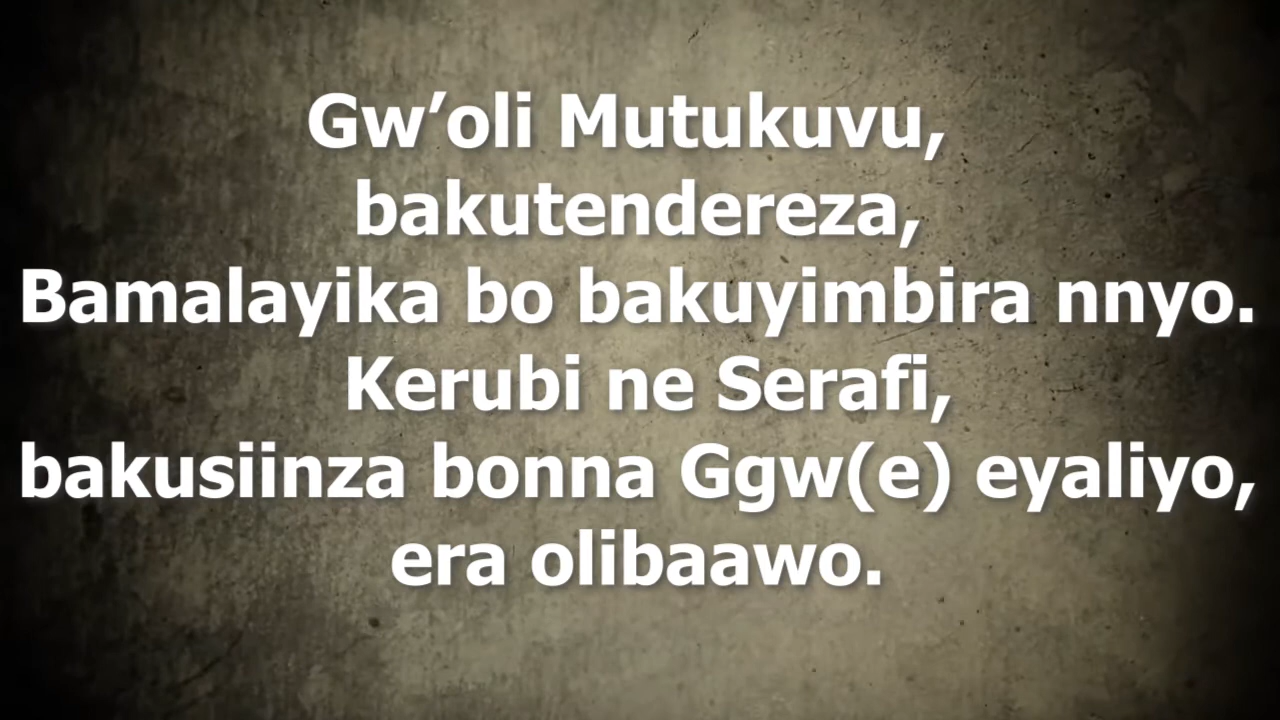 Gw’oli Mutukuvu,
bakutendereza,
Bamalayika bo bakuyimbira nnyo.
Kerubi ne Serafi,
bakusiinza bonna Ggw(e) eyaliyo,
era olibaawo.